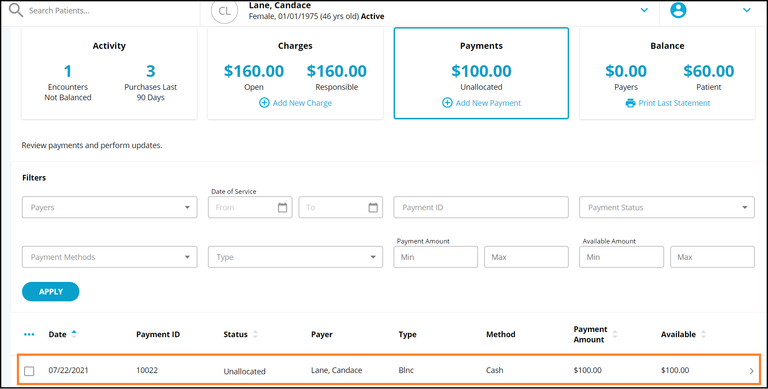 Search Patients...
CL
Lane, Candace
Female, 01/01/1975 (46 yrs old) Active
Activity
1
3
Encounters
Not Balanced
Purchases Last
90 Days
Charges
$160.00
$160.00
Open
Responsible
Add New Charge
Payments
$100.00
Unallocated
Add New Payment
Balance
$0.00
$60.00
Payers
Patient
Print Last Statement
Review payments and perform updates.
Filters
Payers
Date of Service
From
To
Payment ID
Payment Status
Payment Methods
Type
Payment Amount
Min
Max
Available Amount
Min
Max
APPLY
Date Payment ID Status Payer Type Method Payment Amount Available
07/22/2021 10022 Unallocated Lane, Candace Blnc Cash $100.00 $100.00